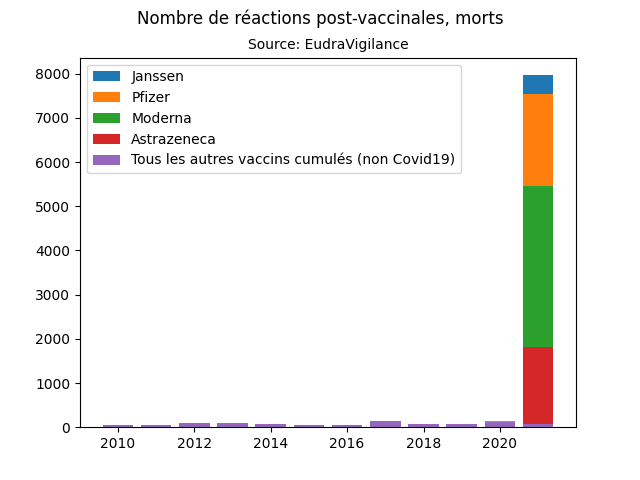 Nombre de réactions post-vaccinales, morts
Source: EudraVigilance
8000
7000
6000
5000
4000
3000
2000
1000
0
Janssen
Pfizer
Moderna
Astrazeneca
Tous les autres vaccins cumulés (non Covid19)
2010 2012 2014 2016 2018 2020